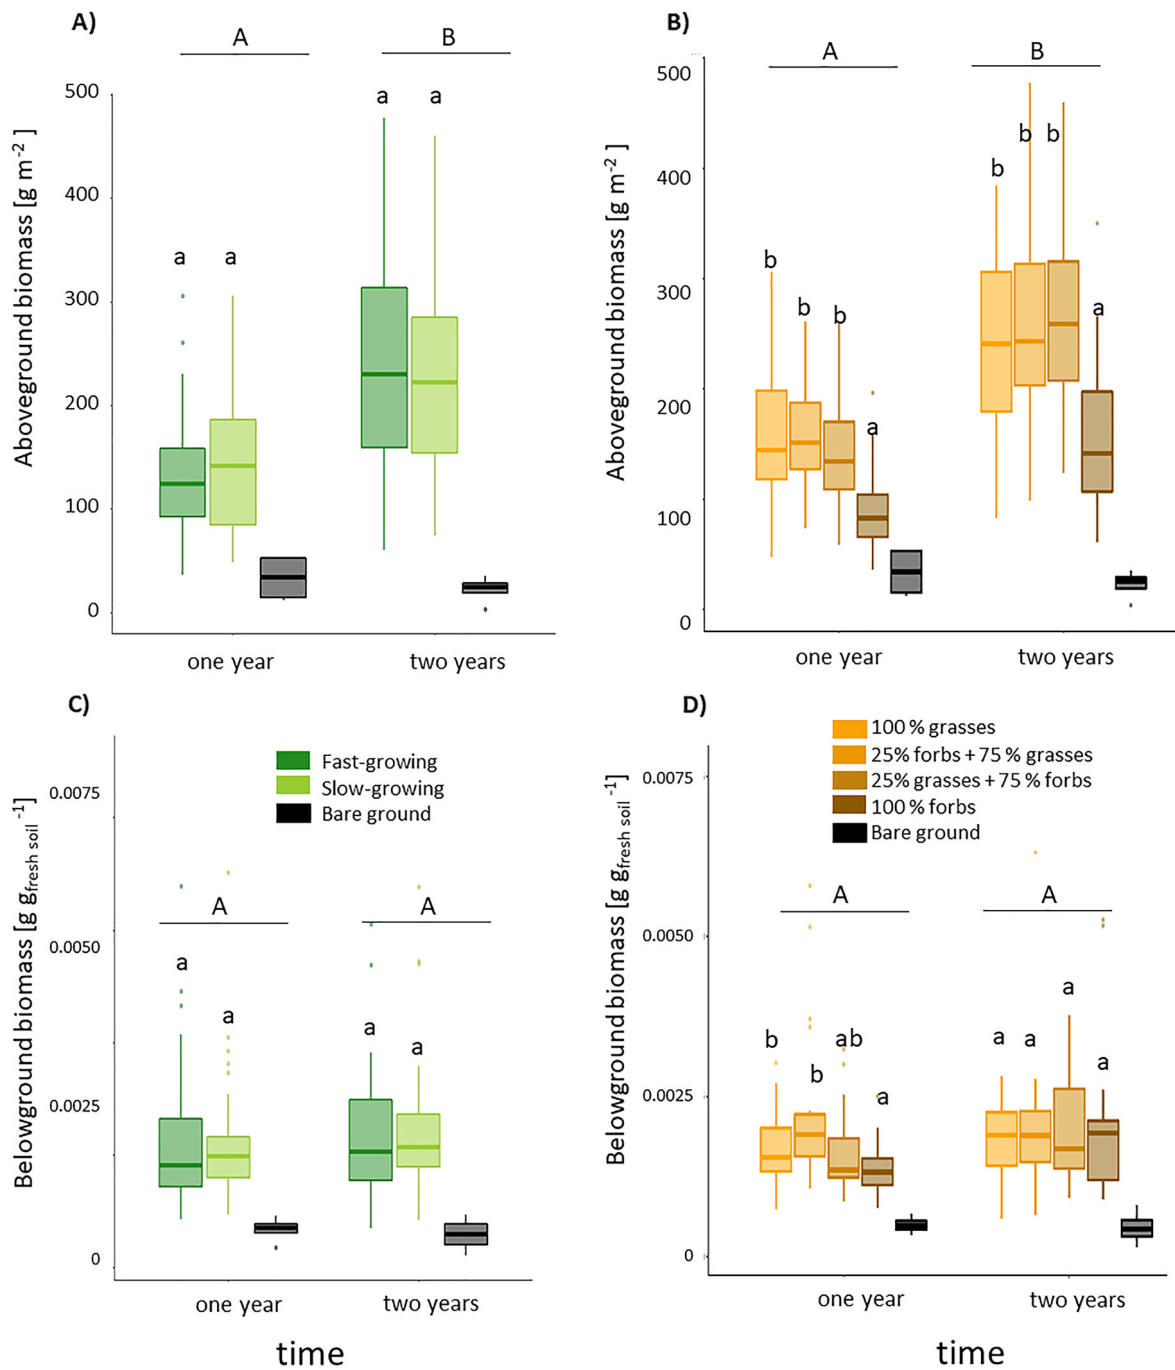 A)
A
B
500
400
300
200
100
0
Aboveground biomass [g m-2 ]
a
a
a
a
one year
two years
B)
A
B
500
400
300
200
100
0
Aboveground biomass [g m-2 ]
b
b
b
a
b
b
b
a
one year
two years
C)
Fast-growing
Slow-growing
Bare ground
0.0075
0.0050
0.0025
0
Belowground biomass [g gfresh soil -1]
A
A
a
a
a
a
one year
two years
time
D)
100 % grasses
25% forbs + 75 % grasses
25% grasses + 75 % forbs
100 % forbs
Bare ground
0.0075
0.0050
0.0025
0
Belowground biomass [g gfresh soil -1]
A
A
b
b
ab
a
a
a
a
a
one year
two years
time